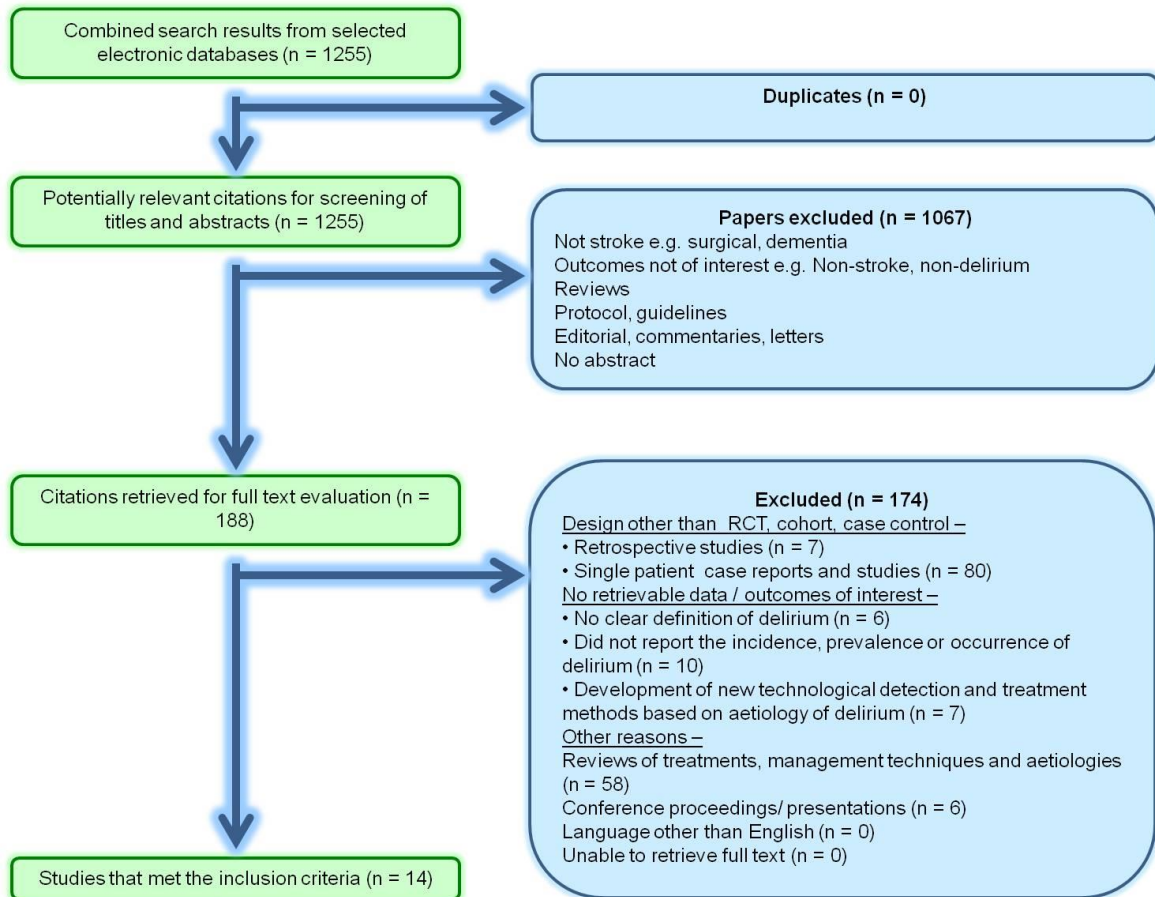 Combined search results from selected
electronic databases (n = 1255)
Duplicates (n = 0)
Potentially relevant citations for screening of
titles and abstracts (n = 1255)
Papers excluded (n = 1067)
Not stroke e.g. surgical, dementia
Outcomes not of interest e.g. Non-stroke, non-delirium
Reviews
Protocol, guidelines
Editorial, commentaries, letters
No abstract
Citations retrieved for full text evaluation (n =
188)
Excluded (n = 174)
Design other than RCT, cohort, case control –
• Retrospective studies (n = 7)
• Single patient case reports and studies (n = 80)
No retrievable data / outcomes of interest –
• No clear definition of delirium (n = 6)
• Did not report the incidence, prevalence or occurrence of
delirium (n = 10)
• Development of new technological detection and treatment
methods based on aetiology of delirium (n = 7)
Other reasons –
Reviews of treatments, management techniques and aetiologies
(n = 58)
Conference proceedings/ presentations (n = 6)
Language other than English (n = 0)
Unable to retrieve full text (n = 0)
Studies that met the inclusion criteria (n = 14)